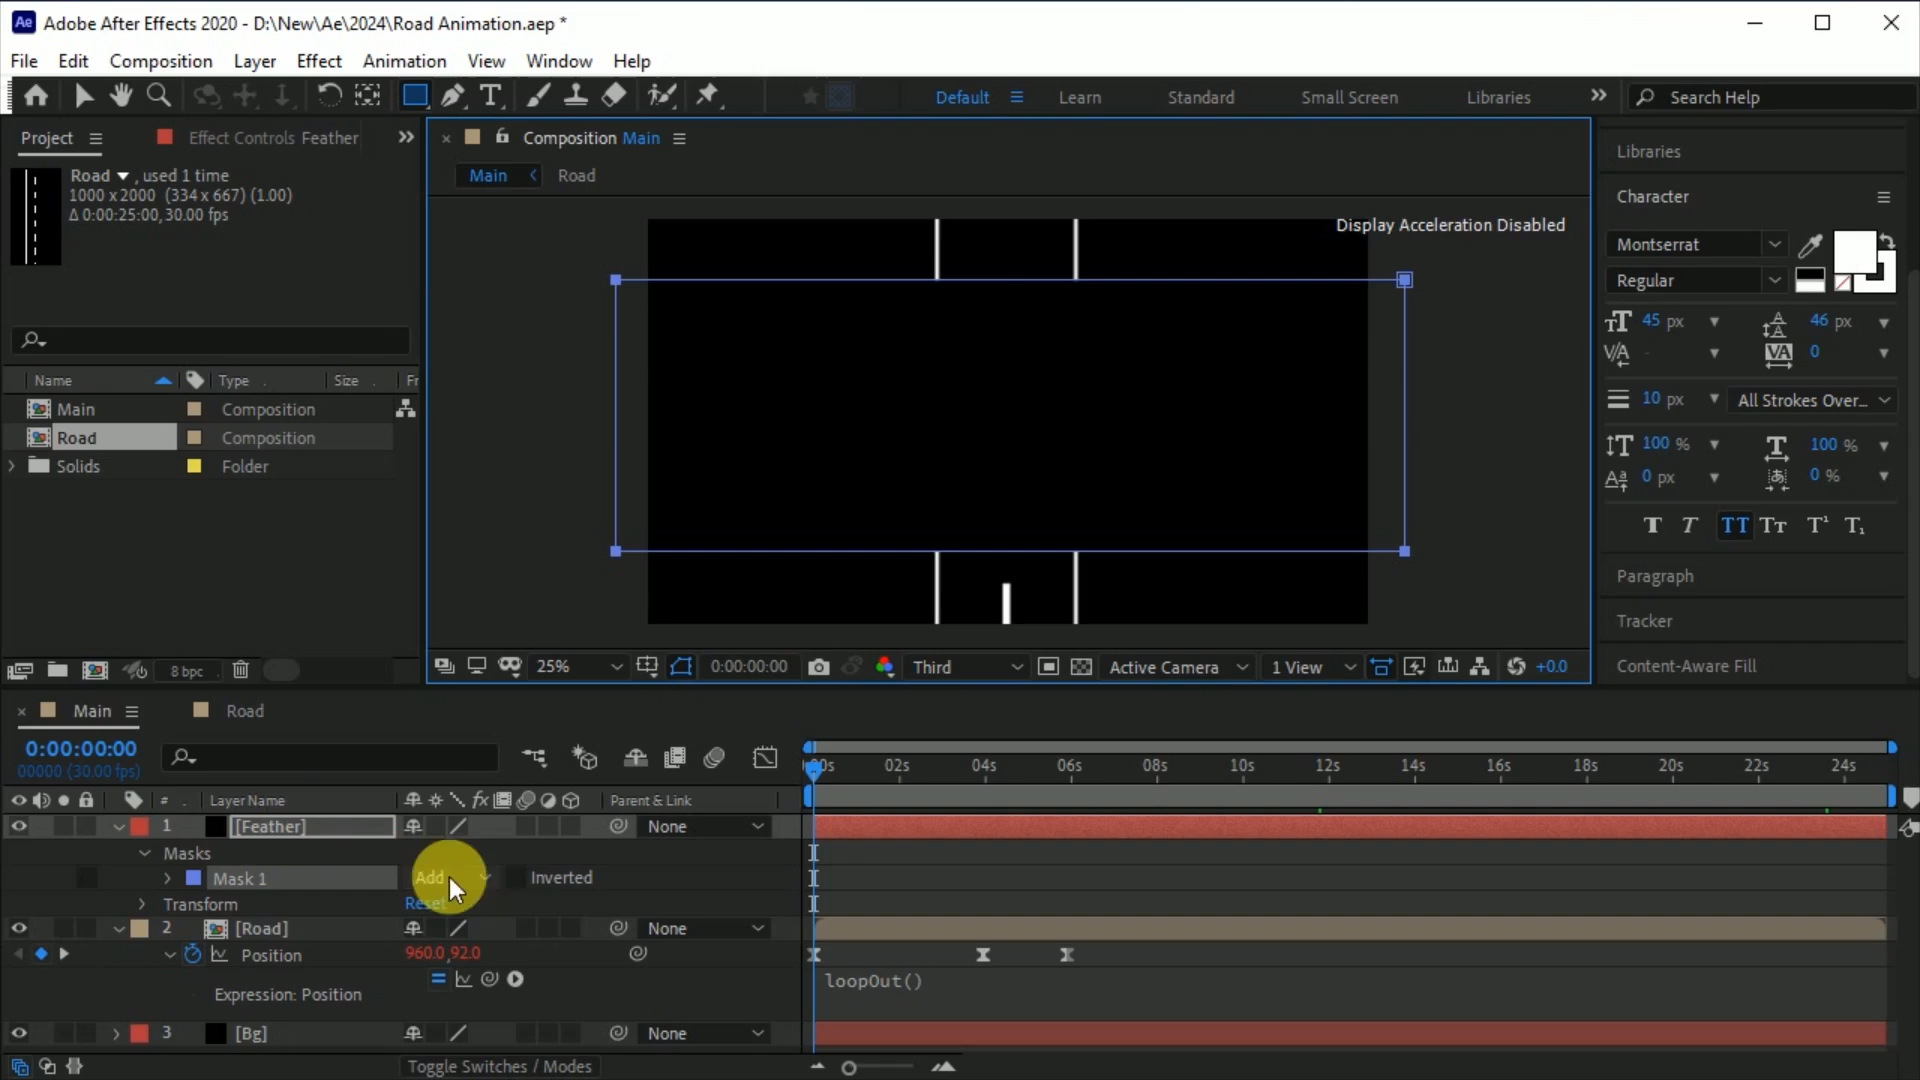 Ae Adobe After Effects 2020 - D:\New\Ae\2024\Road Animation.aep *
File Edit Composition Layer Effect Animation View Window Help
Default Learn Standard Small Screen Libraries Search Help
Project Effect Controls Feather
Road , used 1 time
1000 x 2000 (334 x 667) (1.00)
Δ 0:00:25:00, 30.00 fps
Name Type Size Fr
Main Composition
Road Composition
Solids Folder
8 bpc
Composition Main
Main Road
Display Acceleration Disabled
25% 0:00:00:00 Third Active Camera 1 View +0.0
Libraries
Character
Montserrat
Regular
45 px 46 px
- 0
10 px All Strokes Over...
100 % 100 %
0 px 0 %
T T TT Tт T¹ T₁
Paragraph
Tracker
Content-Aware Fill
Main Road
0:00:00:00
00000 (30.00 fps)
02s 04s 06s 08s 10s 12s 14s 16s 18s 20s 22s 24s
# Layer Name Parent & Link
1 [Feather] None
Masks
Mask 1 Add Inverted
Transform Reset
2 [Road] None
Position 960.0,92.0
Expression: Position loopOut()
3 [Bg] None
Toggle Switches / Modes